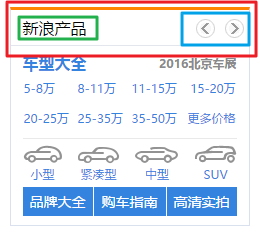 新浪产品
车型大全 2016北京车展
5-8万 8-11万 11-15万 15-20万
20-25万 25-35万 35-50万 更多价格
小型 紧凑型 中型 SUV
品牌大全 购车指南 高清实拍